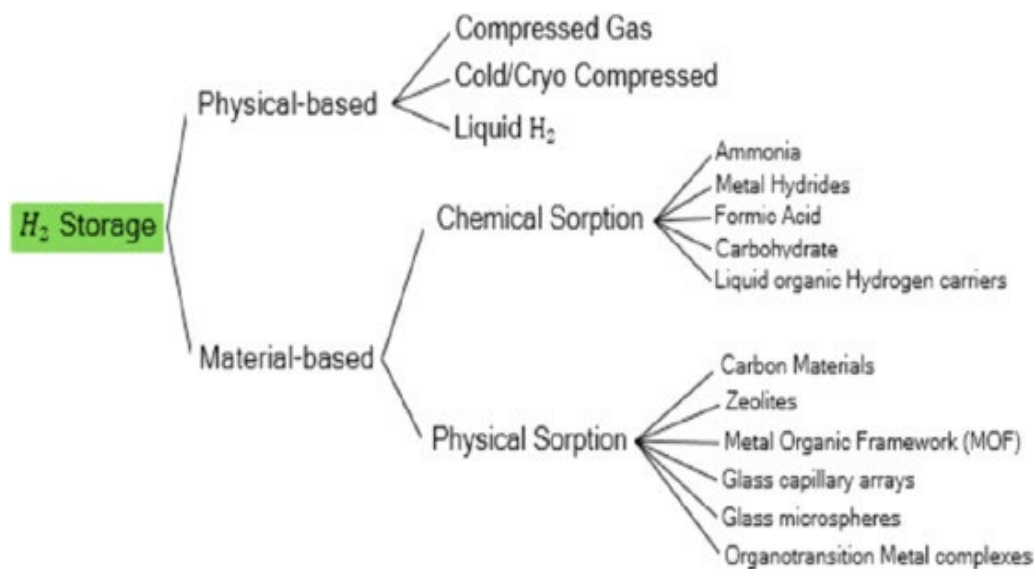 Compressed Gas
Cold/Cryo Compressed
Physical-based
Liquid H₂
Ammonia
Metal Hydrides
Chemical Sorption
Formic Acid
H₂ Storage
Carbohydrate
Liquid organic Hydrogen carriers
Material-based
Carbon Materials
Zeolites
Physical Sorption
Metal Organic Framework (MOF)
Glass capillary arrays
Glass microspheres
Organotransition Metal complexes